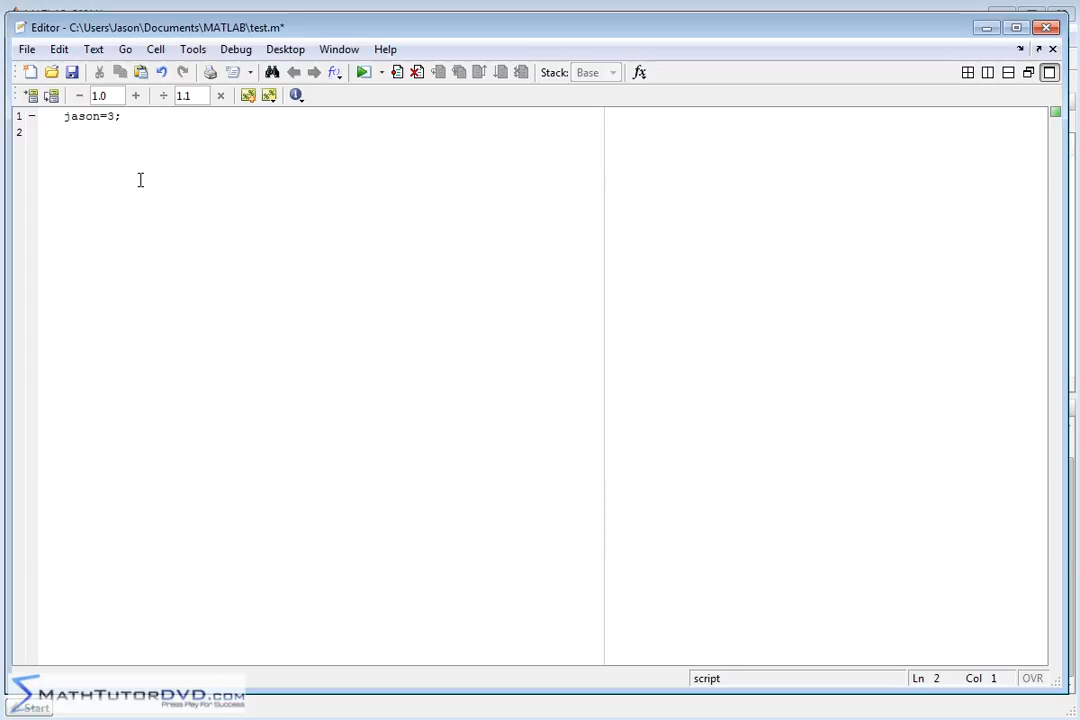 Editor - C:\Users\Jason\Documents\MATLAB\test.m*
File Edit Text Go Cell Tools Debug Desktop Window Help
Stack: Base fx
− 1.0 + ÷ 1.1 ×
1 − jason=3;
2
script Ln 2 Col 1 OVR
MathTutorDVD.com
Press Play For Success
Start